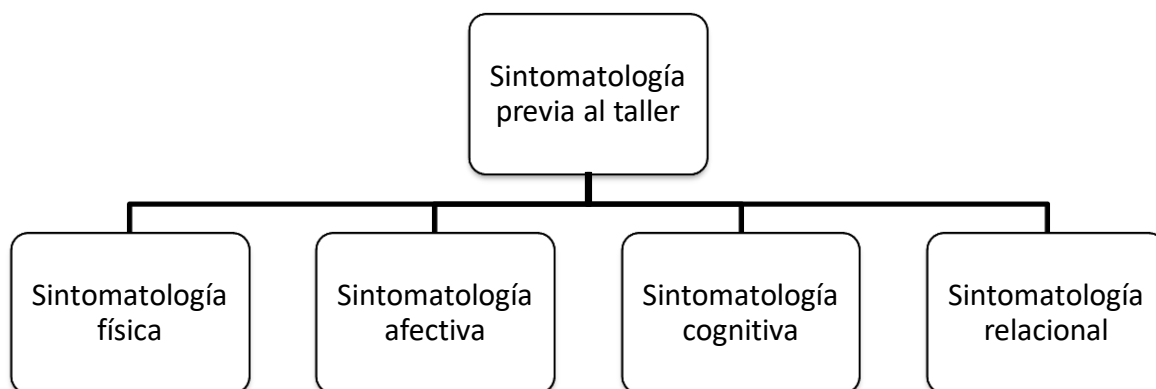 Sintomatología
previa al taller
Sintomatología
física
Sintomatología
afectiva
Sintomatología
cognitiva
Sintomatología
relacional